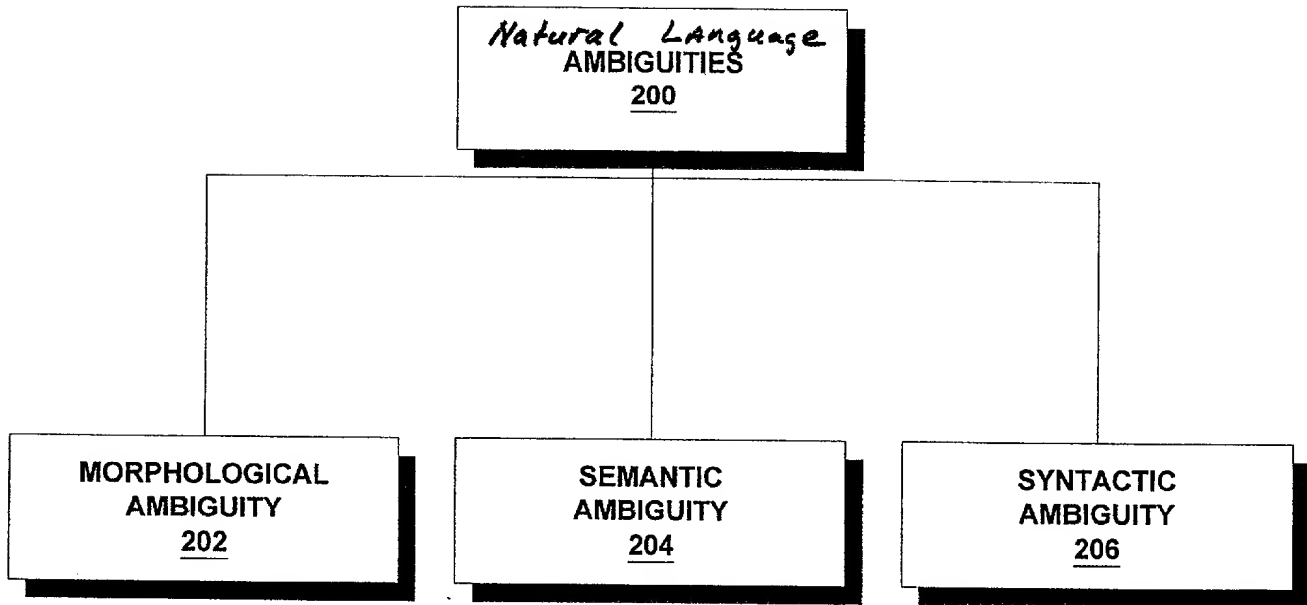 Natural Language
AMBIGUITIES
200
MORPHOLOGICAL
AMBIGUITY
202
SEMANTIC
AMBIGUITY
204
SYNTACTIC
AMBIGUITY
206